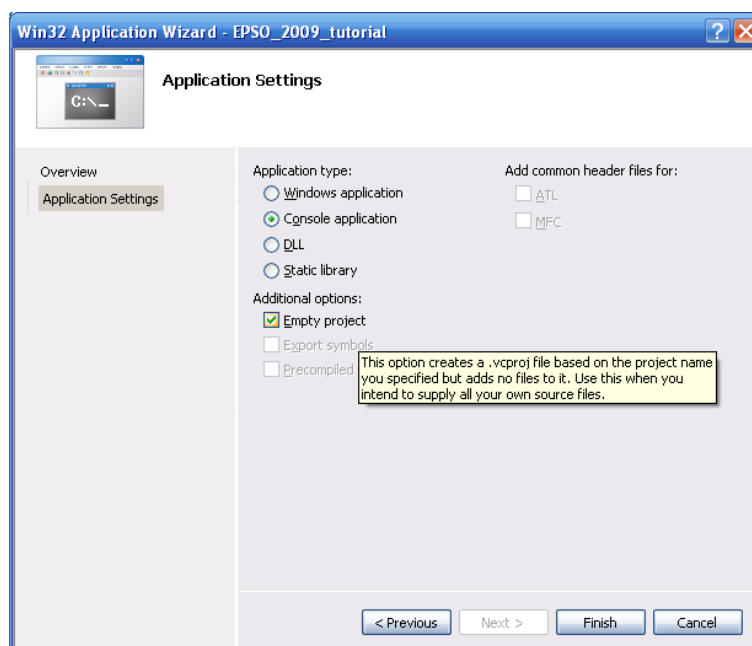 Win32 Application Wizard - EPSO_2009_tutorial
C:\_
Application Settings
Overview
Application Settings
Application type:
Windows application
Console application
DLL
Static library
Additional options:
Empty project
Export symbols
Precompiled
This option creates a .vcproj file based on the project name
you specified but adds no files to it. Use this when you
intend to supply all your own source files.
Add common header files for:
ATL
MFC
< Previous
Next >
Finish
Cancel